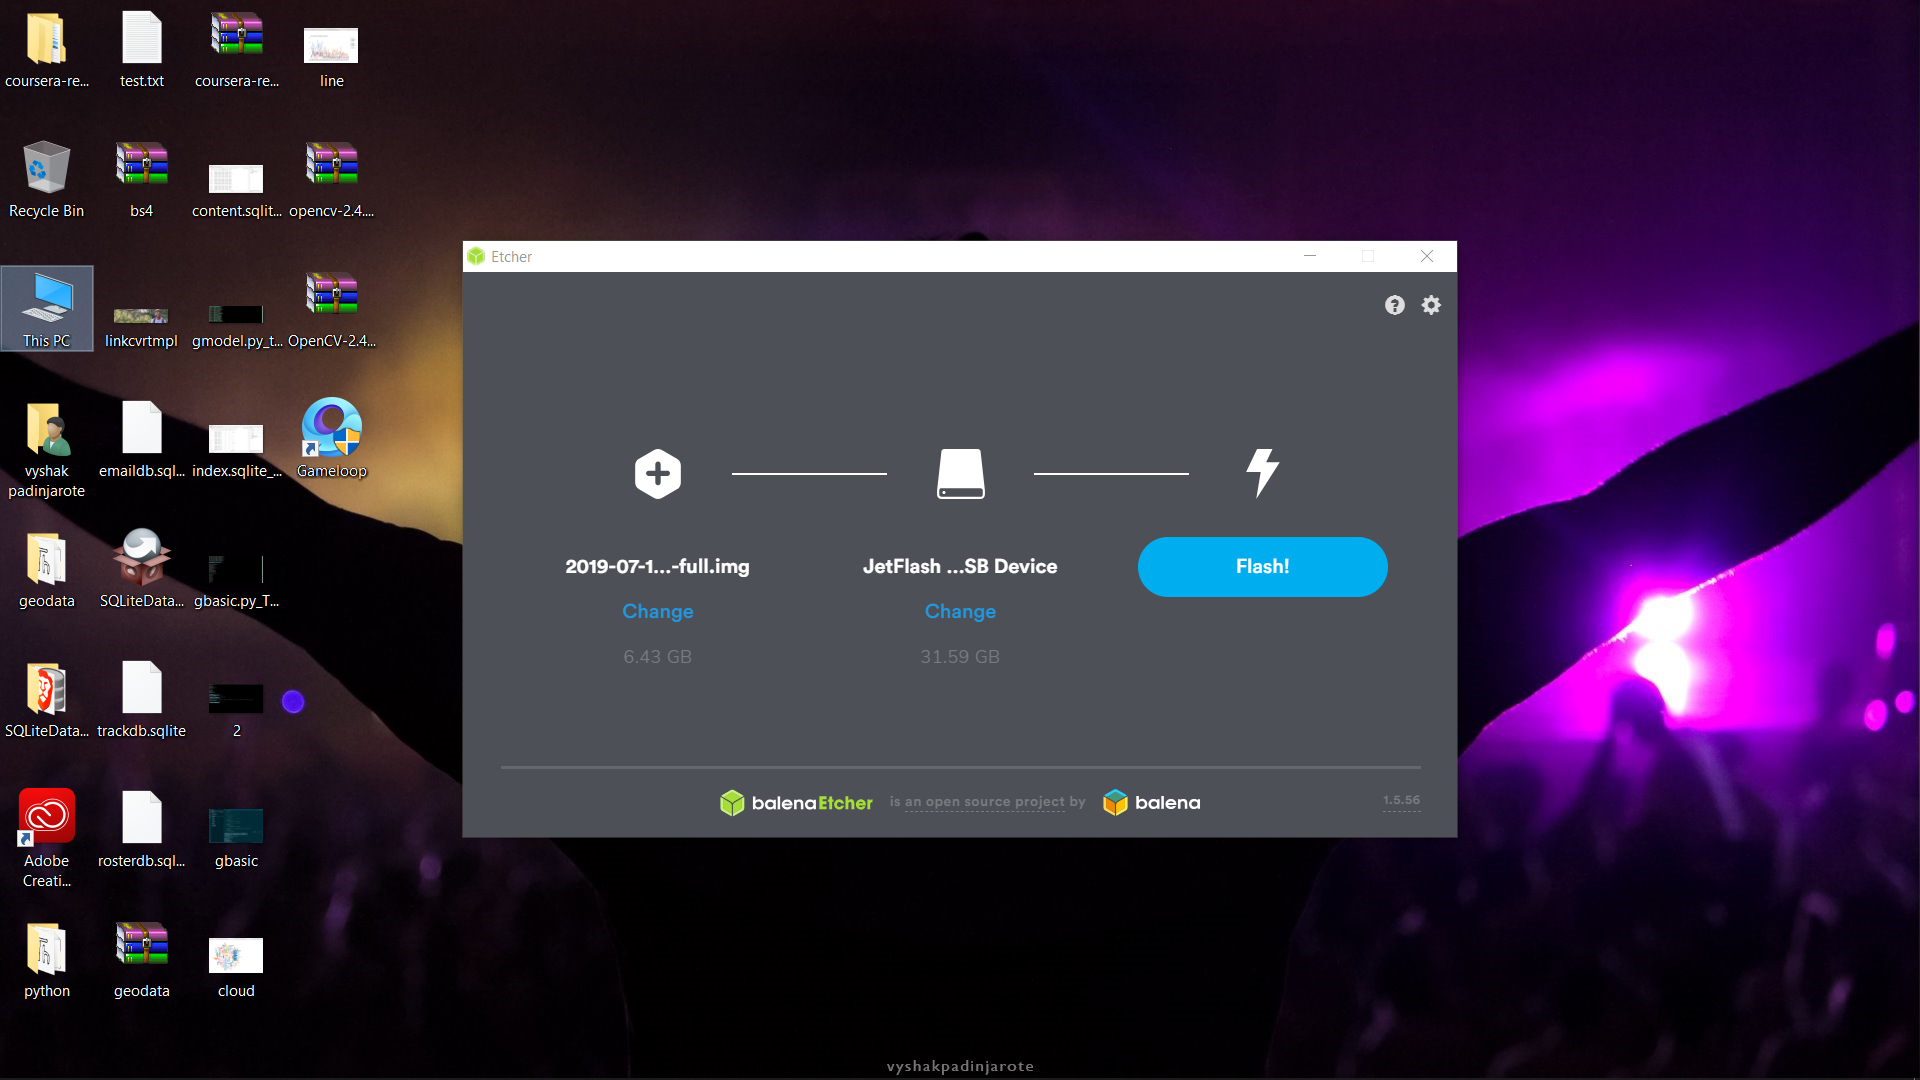 coursera-re...
test.txt
coursera-re...
line
Recycle Bin
bs4
content.sqlit...
opencv-2.4....
This PC
linkcvrtmpl
gmodel.py_t...
OpenCV-2.4...
vyshak
padinjarote
emaildb.sql...
index.sqlite_...
Gameloop
geodata
SQLiteData...
gbasic.py_T...
SQLiteData...
trackdb.sqlite
2
Adobe
Creati...
rosterdb.sql...
gbasic
python
geodata
cloud
Etcher
2019-07-1...-full.img
JetFlash ...SB Device
Flash!
Change
Change
6.43 GB
31.59 GB
balenaEtcher is an open source project by balena
1.5.56
vyshakpadinjarote